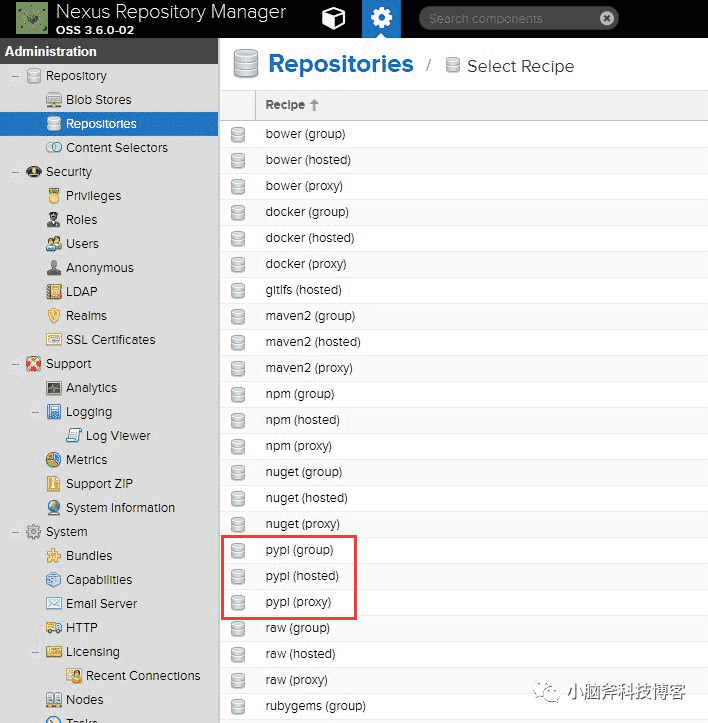 Nexus Repository Manager
OSS 3.6.0-02
Search components
Administration
Repository
Blob Stores
Repositories
Content Selectors
Security
Privileges
Roles
Users
Anonymous
LDAP
Realms
SSL Certificates
Support
Analytics
Logging
Log Viewer
Metrics
Support ZIP
System Information
System
Bundles
Capabilities
Email Server
HTTP
Licensing
Recent Connections
Nodes
Tasks
Repositories / Select Recipe
Recipe
bower (group)
bower (hosted)
bower (proxy)
docker (group)
docker (hosted)
docker (proxy)
gitlfs (hosted)
maven2 (group)
maven2 (hosted)
maven2 (proxy)
npm (group)
npm (hosted)
npm (proxy)
nuget (group)
nuget (hosted)
nuget (proxy)
pypi (group)
pypi (hosted)
pypi (proxy)
raw (group)
raw (hosted)
raw (proxy)
rubygems (group)
小脑斧科技博客